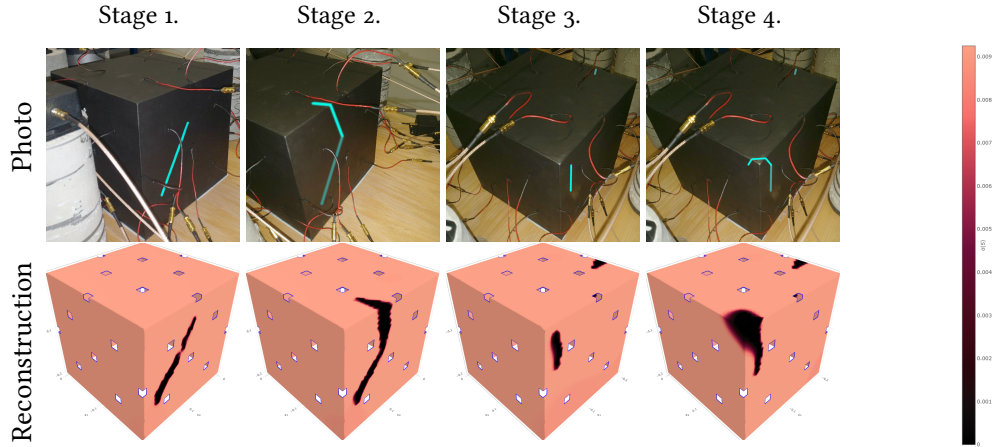 Stage 1.
Stage 2.
Stage 3.
Stage 4.
Photo
Reconstruction
0.009
0.008
0.007
0.006
0.005
0.004
0.003
0.002
0.001
0
σ(S)